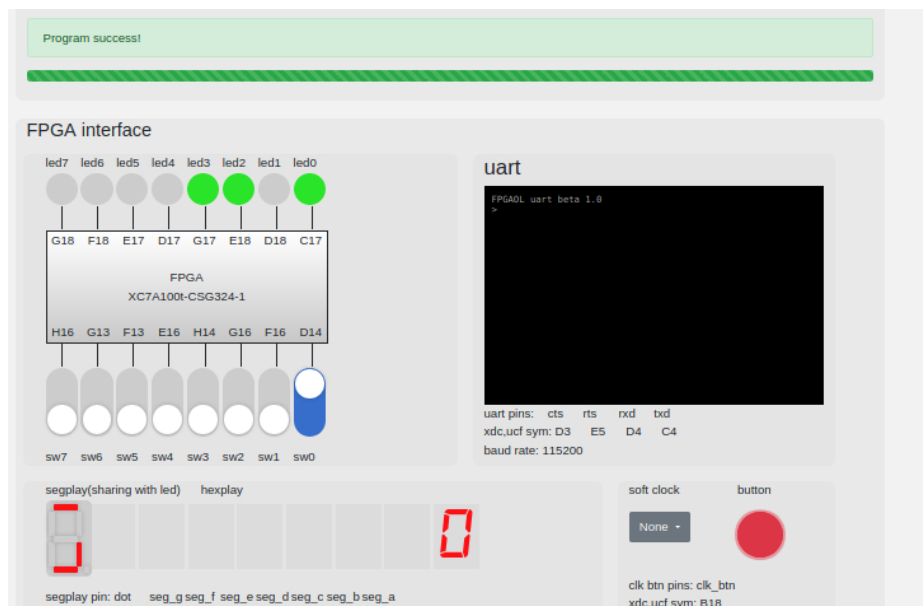 Program success!
FPGA interface
led7 led6 led5 led4 led3 led2 led1 led0
G18 F18 E17 D17 G17 E18 D18 C17
FPGA
XC7A100t-CSG324-1
H16 G13 F13 E16 H14 G16 F16 D14
sw7 sw6 sw5 sw4 sw3 sw2 sw1 sw0
uart
FPGAOL uart beta 1.0
>
uart pins: cts rts rxd txd
xdc,ucf sym: D3 E5 D4 C4
baud rate: 115200
segplay(sharing with led) hexplay
0
segplay pin: dot seg_g seg_f seg_e seg_d seg_c seg_b seg_a
soft clock button
None
clk btn pins: clk_btn
xdc,ucf sym: B18